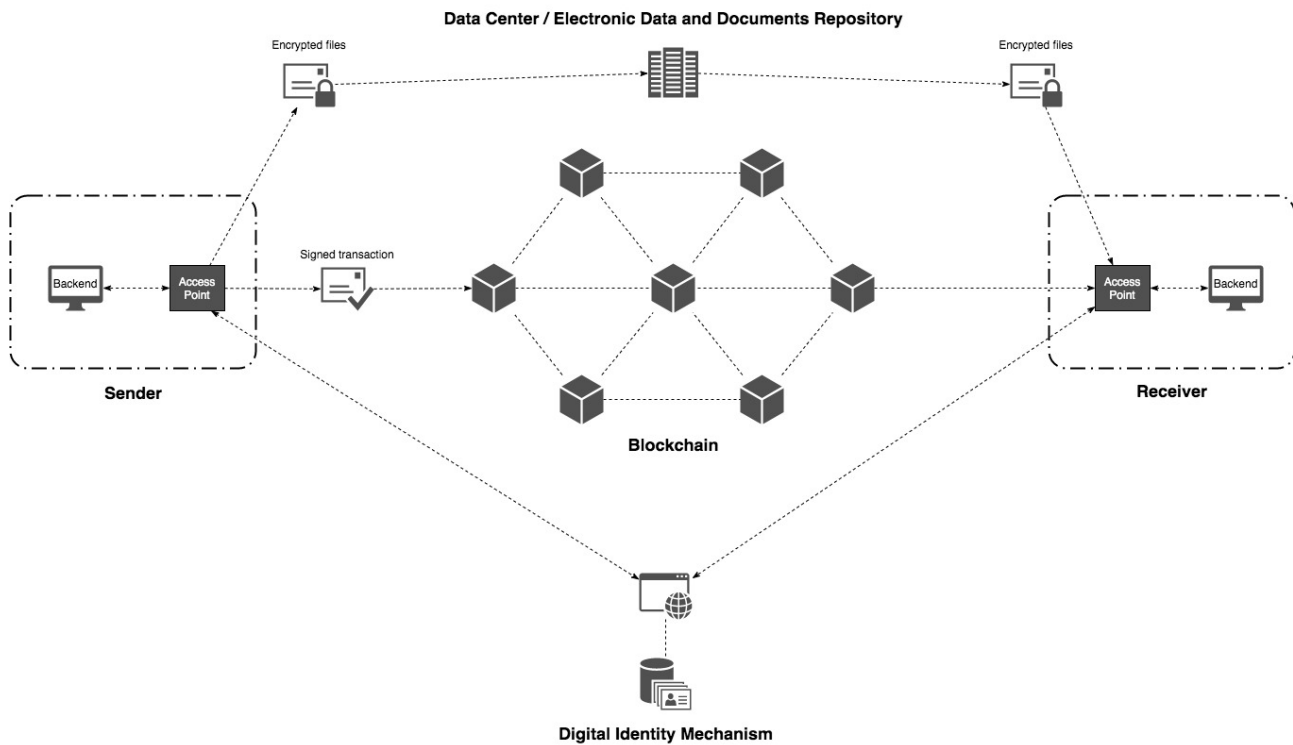 Data Center / Electronic Data and Documents Repository
Encrypted files
Encrypted files
Signed transaction
Backend
Access
Point
Access
Point
Backend
Sender
Receiver
Blockchain
Digital Identity Mechanism